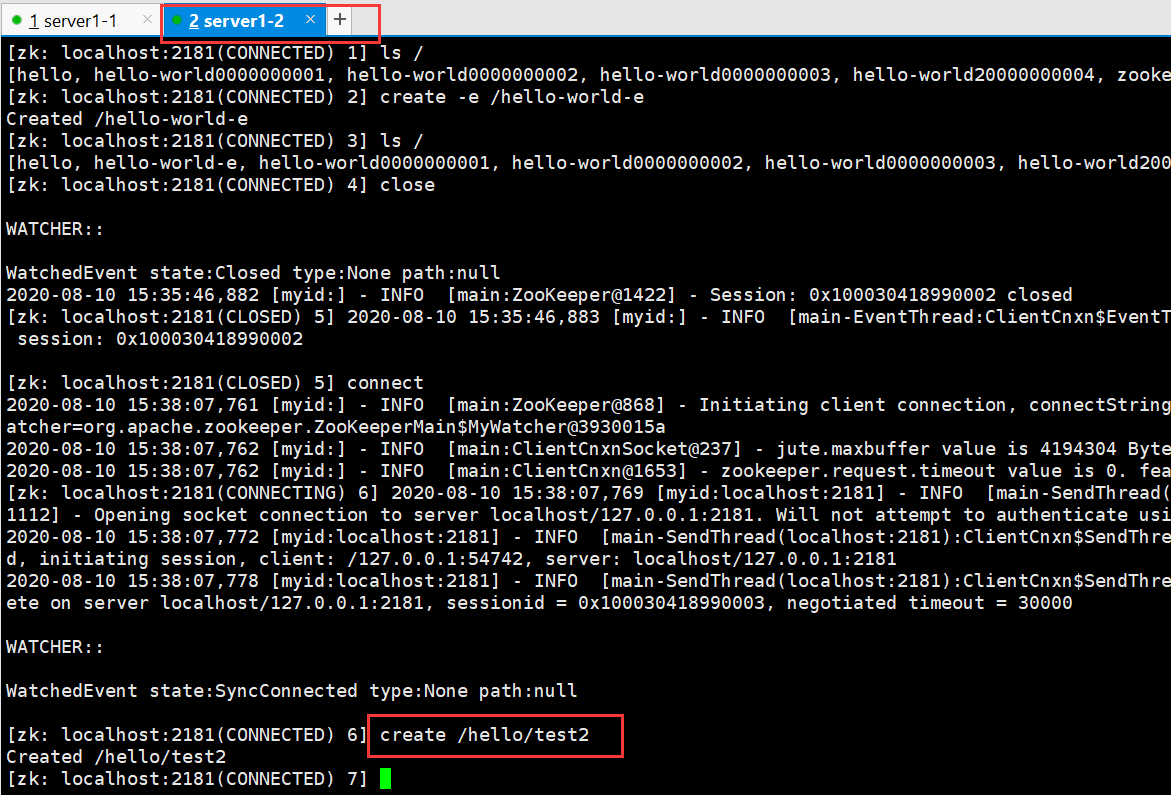 1 server1-1 × 2 server1-2 × +
[zk: localhost:2181(CONNECTED) 1] ls /
[hello, hello-world0000000001, hello-world0000000002, hello-world0000000003, hello-world20000000004, zooke
[zk: localhost:2181(CONNECTED) 2] create -e /hello-world-e
Created /hello-world-e
[zk: localhost:2181(CONNECTED) 3] ls /
[hello, hello-world-e, hello-world0000000001, hello-world0000000002, hello-world0000000003, hello-world200
[zk: localhost:2181(CONNECTED) 4] close
WATCHER::
WatchedEvent state:Closed type:None path:null
2020-08-10 15:35:46,882 [myid:] - INFO  [main:ZooKeeper@1422] - Session: 0x100030418990002 closed
[zk: localhost:2181(CLOSED) 5] 2020-08-10 15:35:46,883 [myid:] - INFO  [main-EventThread:ClientCnxn$EventT
session: 0x100030418990002
[zk: localhost:2181(CLOSED) 5] connect
2020-08-10 15:38:07,761 [myid:] - INFO  [main:ZooKeeper@868] - Initiating client connection, connectString
atcher=org.apache.zookeeper.ZooKeeperMain$MyWatcher@3930015a
2020-08-10 15:38:07,762 [myid:] - INFO  [main:ClientCnxnSocket@237] - jute.maxbuffer value is 4194304 Byte
2020-08-10 15:38:07,762 [myid:] - INFO  [main:ClientCnxn@1653] - zookeeper.request.timeout value is 0. fea
[zk: localhost:2181(CONNECTING) 6] 2020-08-10 15:38:07,769 [myid:localhost:2181] - INFO  [main-SendThread(
1112] - Opening socket connection to server localhost/127.0.0.1:2181. Will not attempt to authenticate usi
2020-08-10 15:38:07,772 [myid:localhost:2181] - INFO  [main-SendThread(localhost:2181):ClientCnxn$SendThre
d, initiating session, client: /127.0.0.1:54742, server: localhost/127.0.0.1:2181
2020-08-10 15:38:07,778 [myid:localhost:2181] - INFO  [main-SendThread(localhost:2181):ClientCnxn$SendThre
ete on server localhost/127.0.0.1:2181, sessionid = 0x100030418990003, negotiated timeout = 30000
WATCHER::
WatchedEvent state:SyncConnected type:None path:null
[zk: localhost:2181(CONNECTED) 6] create /hello/test2
Created /hello/test2
[zk: localhost:2181(CONNECTED) 7]